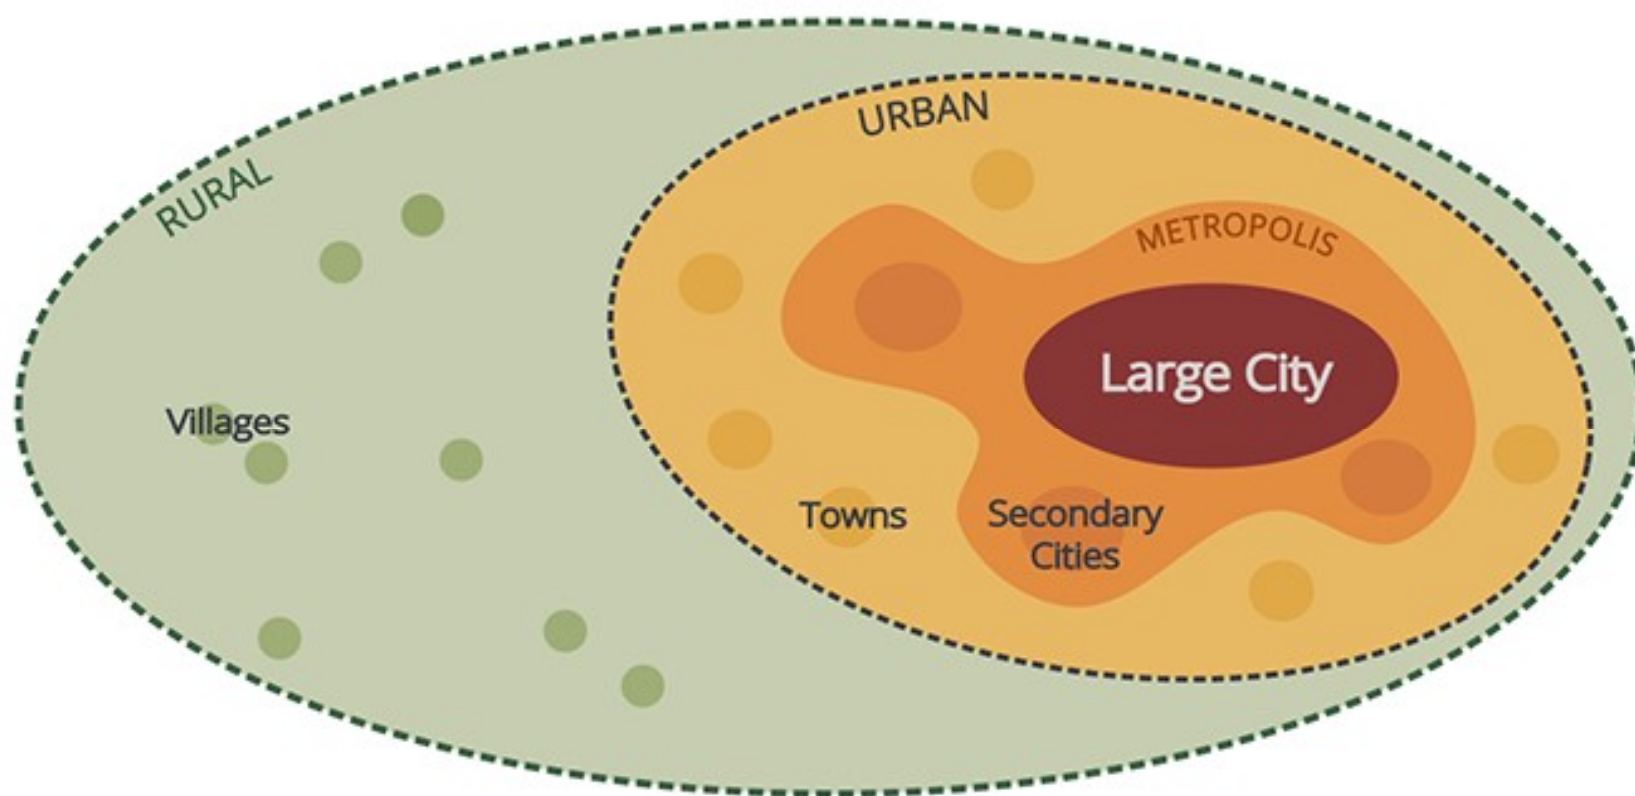 URBAN
RURAL
METROPOLIS
Large City
Villages
Towns
Secondary
Cities